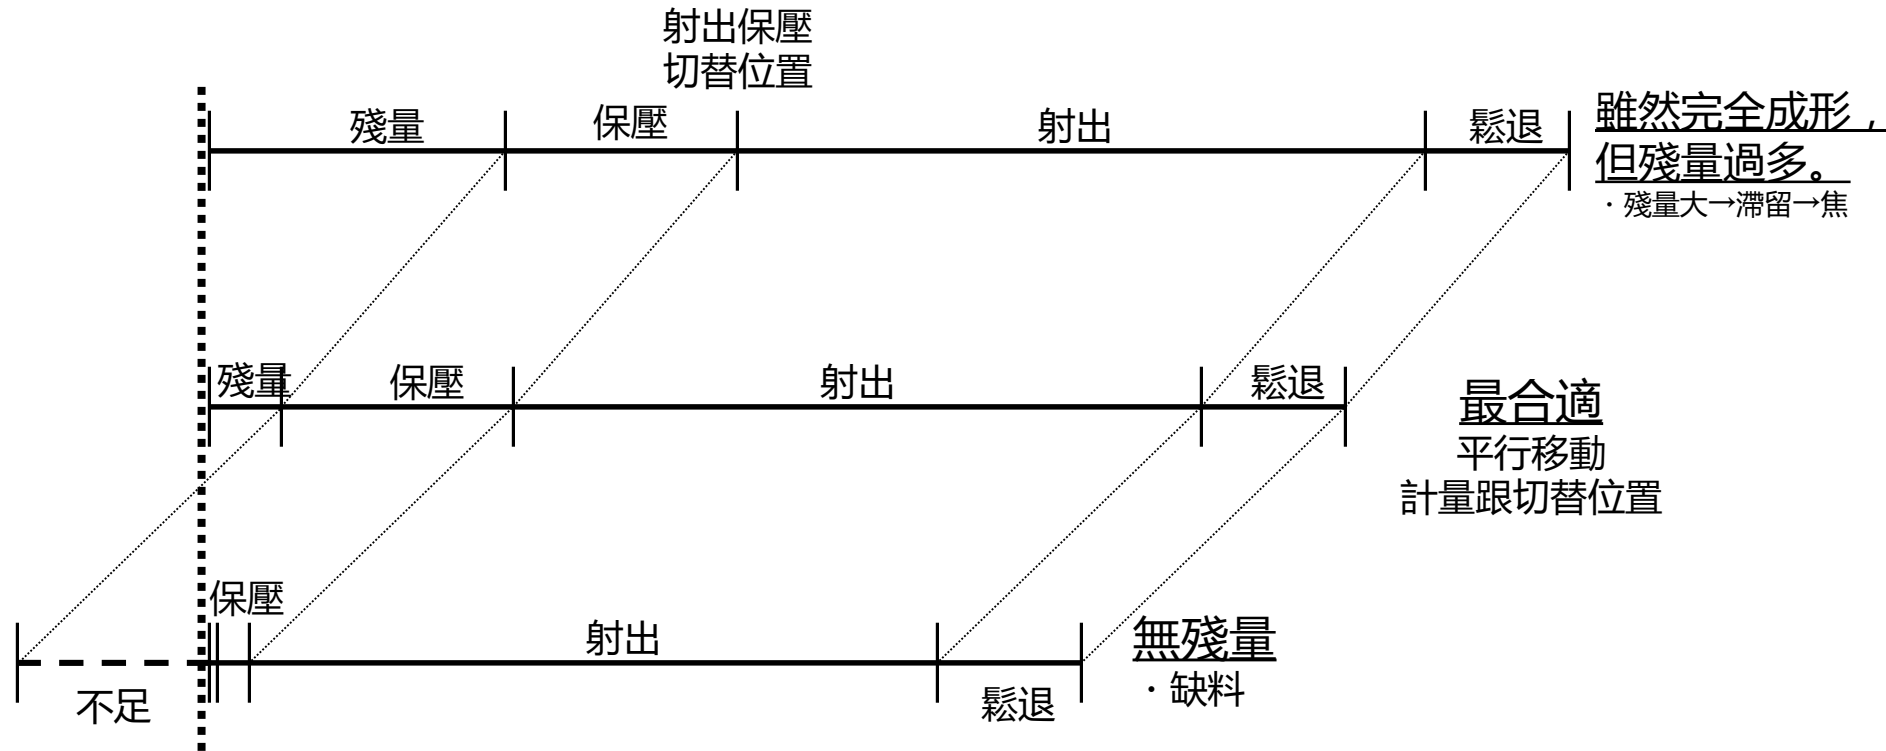 射出保壓
切替位置
殘量
保壓
射出
鬆退
雖然完全成形，
但殘量過多。
・殘量大→滯留→焦
殘量
保壓
射出
鬆退
最合適
平行移動
計量跟切替位置
保壓
射出
無殘量
・缺料
不足
鬆退